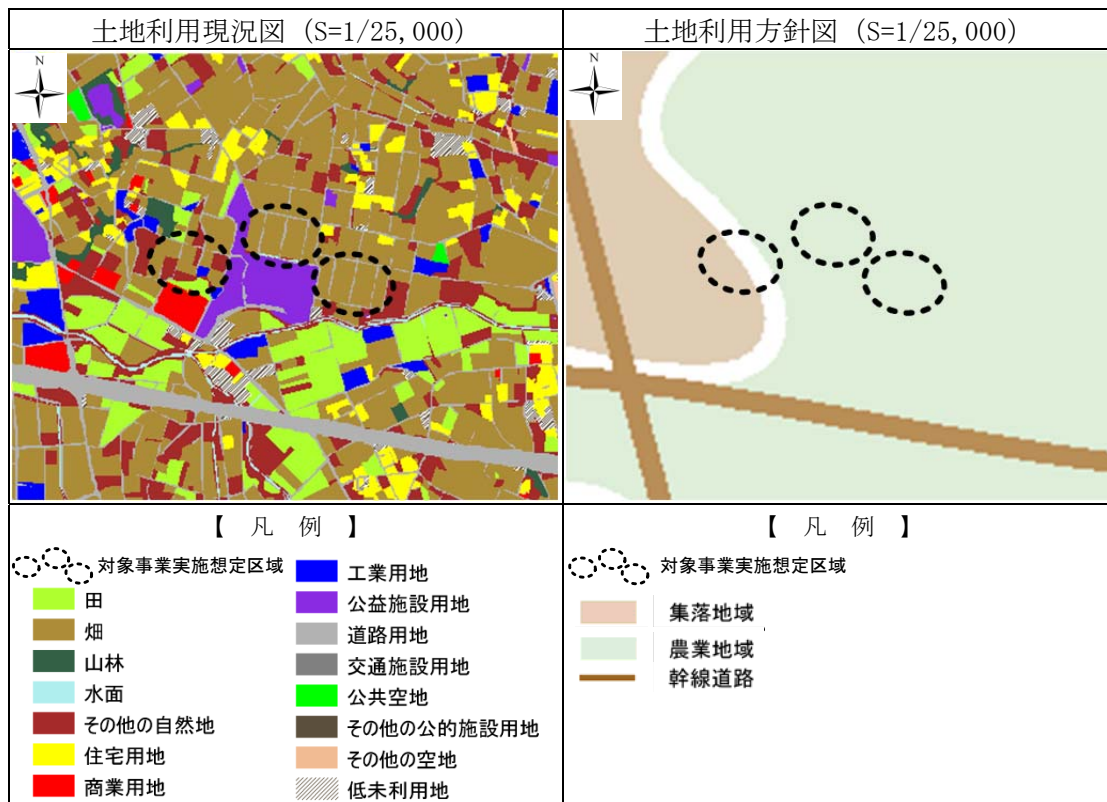 土地利用現況図 (S=1/25,000)
土地利用方針図 (S=1/25,000)
N
N
【 凡 例 】
対象事業実施想定区域
田
畑
山林
水面
その他の自然地
住宅用地
商業用地
工業用地
公益施設用地
道路用地
交通施設用地
公共空地
その他の公的施設用地
その他の空地
低未利用地
【 凡 例 】
対象事業実施想定区域
集落地域
農業地域
幹線道路